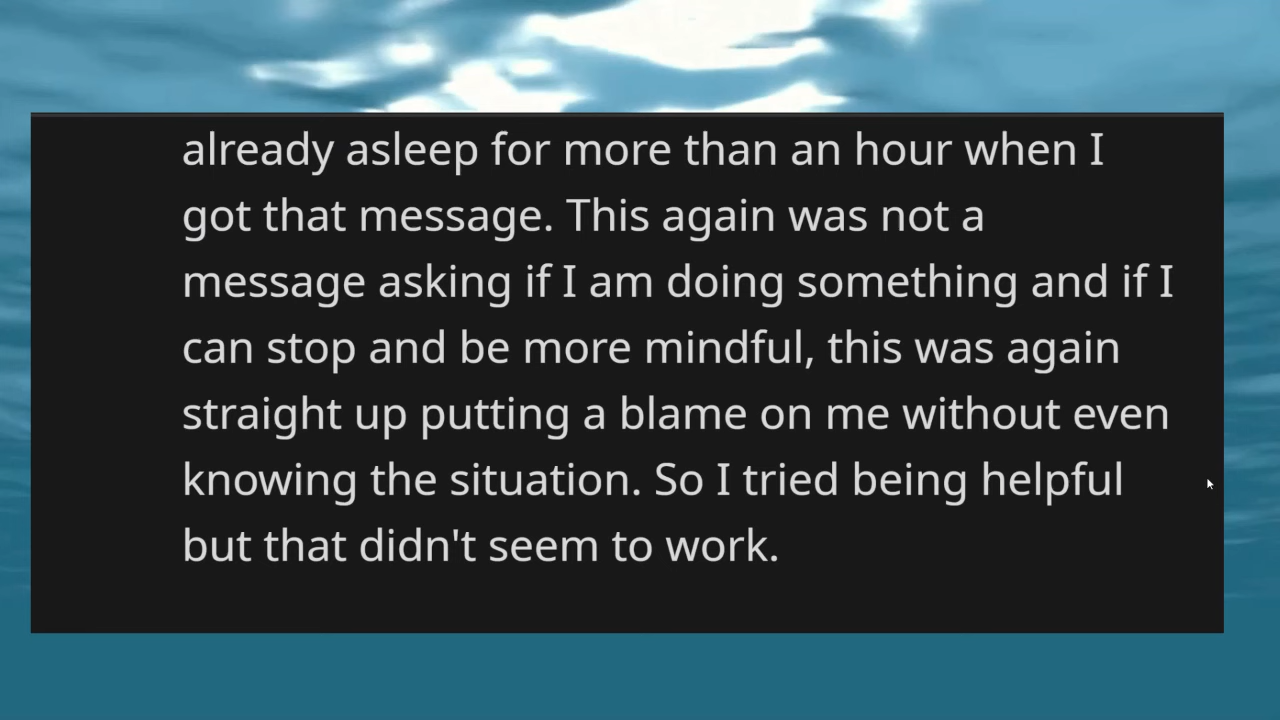 already asleep for more than an hour when I
got that message. This again was not a
message asking if I am doing something and if I
can stop and be more mindful, this was again
straight up putting a blame on me without even
knowing the situation. So I tried being helpful
but that didn't seem to work.